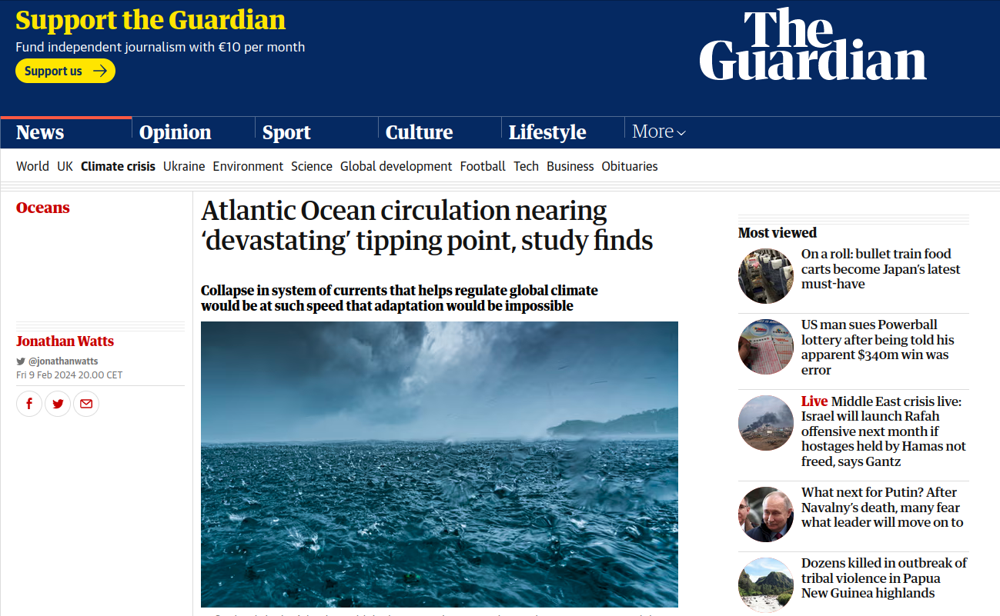 Support the Guardian
Fund independent journalism with €10 per month
Support us
The
Guardian
News
Opinion
Sport
Culture
Lifestyle
More
World
UK
Climate crisis
Ukraine
Environment
Science
Global development
Football
Tech
Business
Obituaries
Oceans
Jonathan Watts
@jonathanwatts
Fri 9 Feb 2024 20.00 CET
Atlantic Ocean circulation nearing
‘devastating’ tipping point, study finds
Collapse in system of currents that helps regulate global climate
would be at such speed that adaptation would be impossible
Most viewed
On a roll: bullet train food
carts become Japan’s latest
must-have
US man sues Powerball
lottery after being told his
apparent $340m win was
error
Live Middle East crisis live:
Israel will launch Rafah
offensive next month if
hostages held by Hamas not
freed, says Gantz
What next for Putin? After
Navalny’s death, many fear
what leader will move on to
Dozens killed in outbreak of
tribal violence in Papua
New Guinea highlands